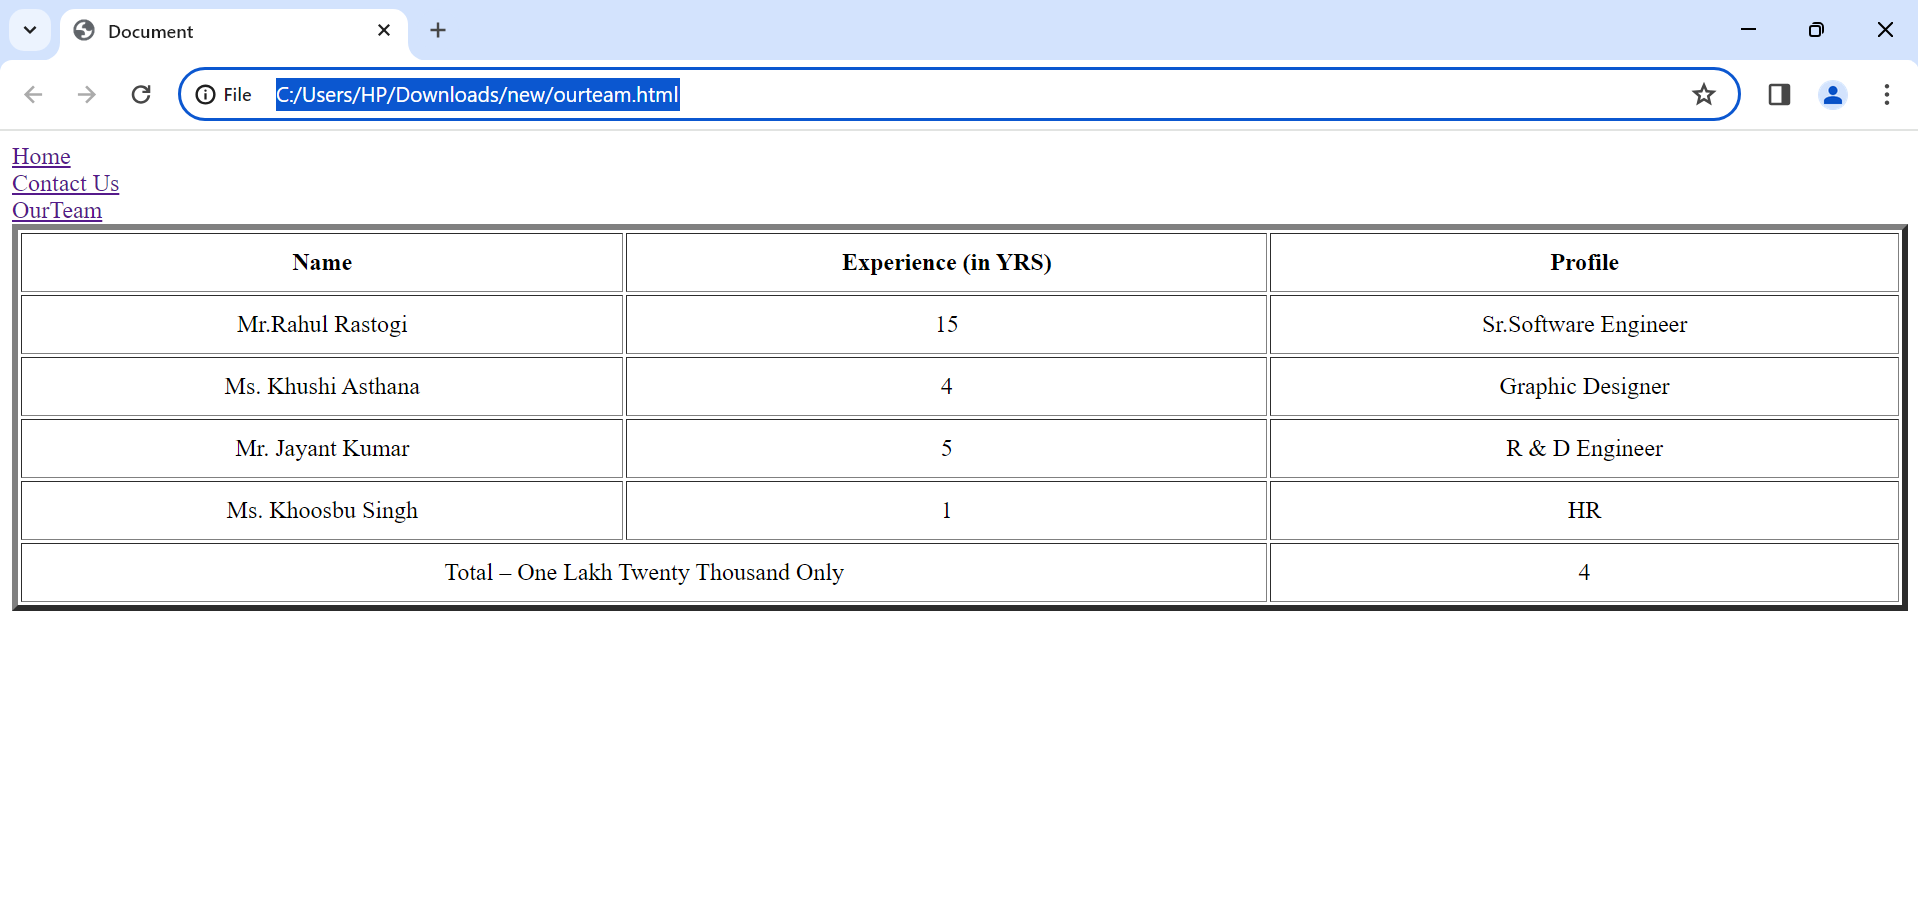 Document
File C:/Users/HP/Downloads/new/ourteam.html
Home
Contact Us
OurTeam
Name Experience (in YRS) Profile
Mr.Rahul Rastogi 15 Sr.Software Engineer
Ms. Khushi Asthana 4 Graphic Designer
Mr. Jayant Kumar 5 R & D Engineer
Ms. Khoosbu Singh 1 HR
Total – One Lakh Twenty Thousand Only 4